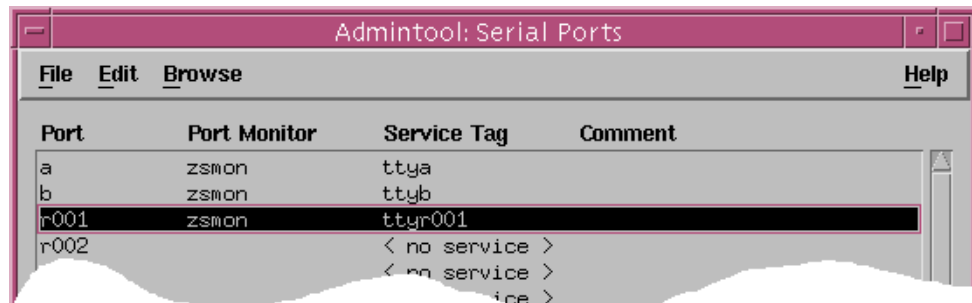 Admintool: Serial Ports
File Edit Browse Help
Port Port Monitor Service Tag Comment
a zsmon ttya
b zsmon ttyb
r001 zsmon ttyr001
r002 < no service >
< no service >
>